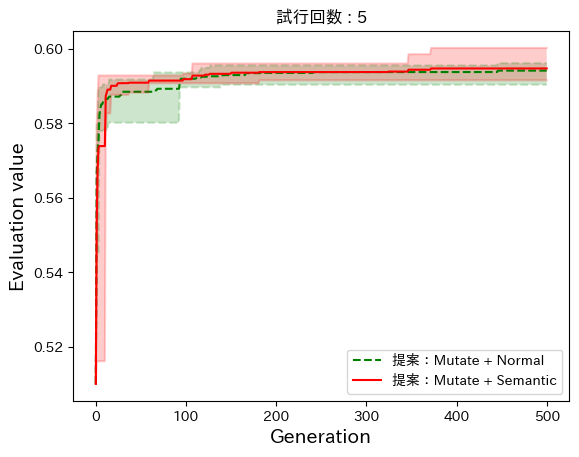 試行回数 : 5
Evaluation value
0.60
0.58
0.56
0.54
0.52
0
100
200
300
400
500
Generation
提案：Mutate + Normal
提案：Mutate + Semantic